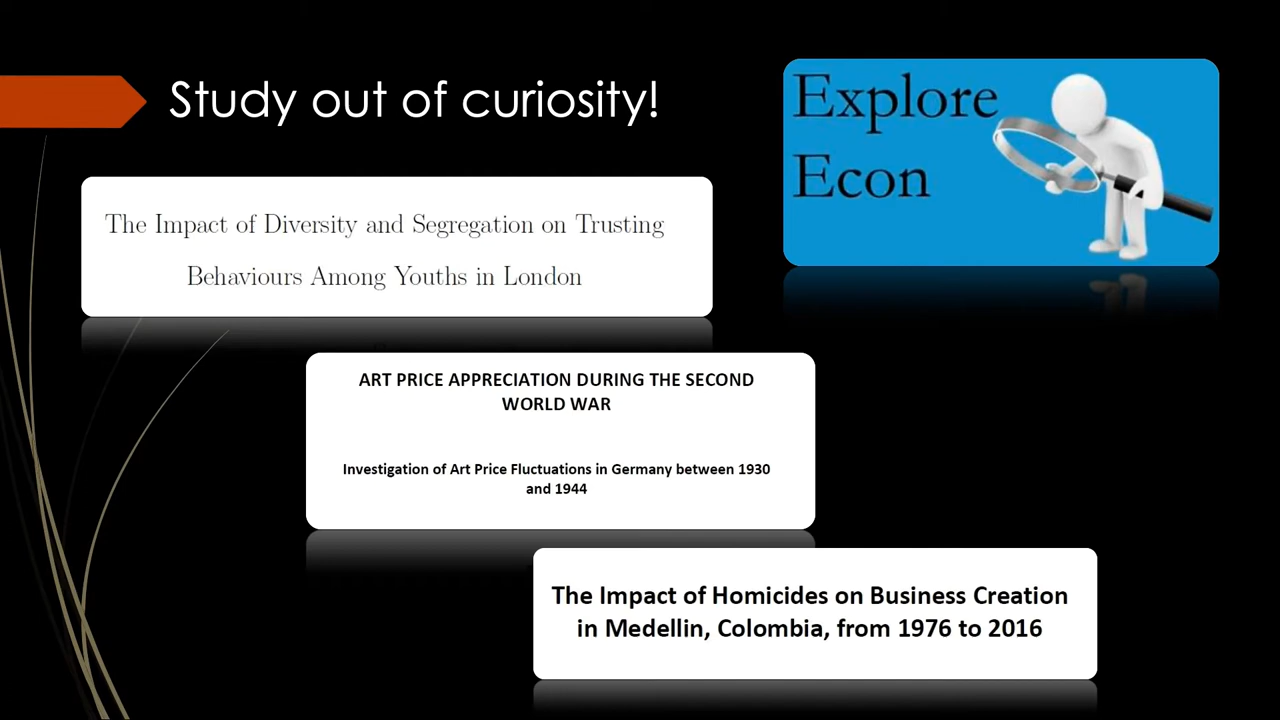 Study out of curiosity!
Explore
Econ
The Impact of Diversity and Segregation on Trusting
Behaviours Among Youths in London
ART PRICE APPRECIATION DURING THE SECOND
WORLD WAR
Investigation of Art Price Fluctuations in Germany between 1930
and 1944
The Impact of Homicides on Business Creation
in Medellin, Colombia, from 1976 to 2016